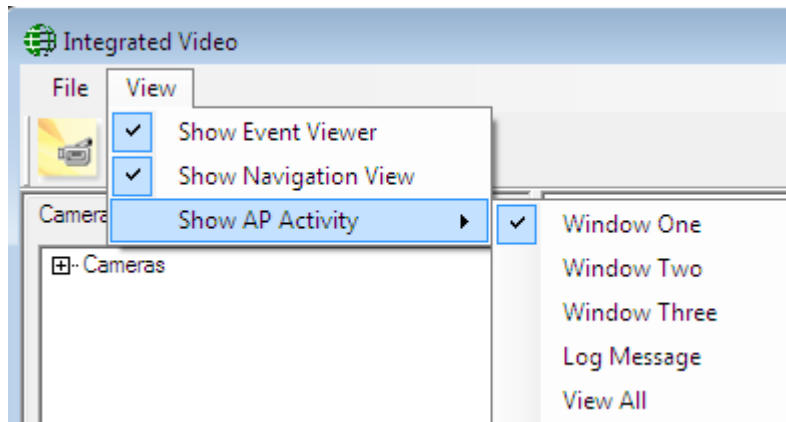 Integrated Video
File View
Show Event Viewer
Show Navigation View
Show AP Activity
Window One
Window Two
Window Three
Log Message
View All
Cameras